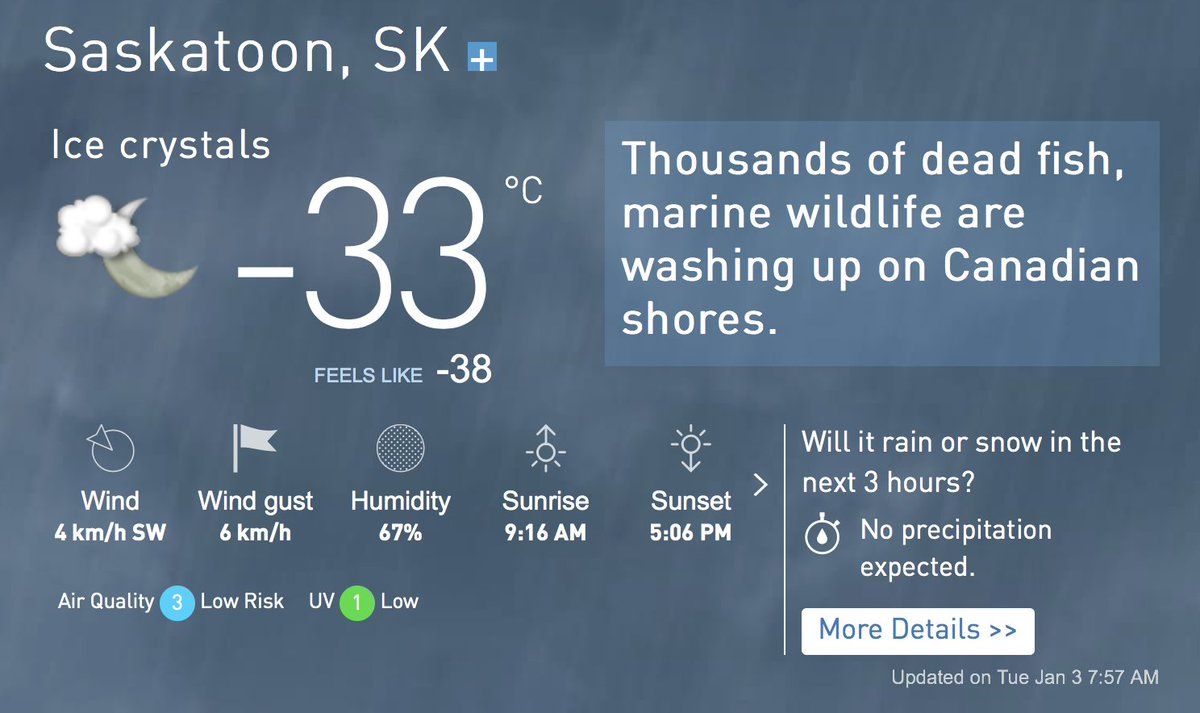 Saskatoon, SK +
Ice crystals
-33 °C
FEELS LIKE -38
Thousands of dead fish,
marine wildlife are
washing up on Canadian
shores.
Wind
4 km/h SW
Wind gust
6 km/h
Humidity
67%
Sunrise
9:16 AM
Sunset
5:06 PM
Air Quality 3 Low Risk UV 1 Low
Will it rain or snow in the
next 3 hours?
No precipitation
expected.
More Details >>
Updated on Tue Jan 3 7:57 AM